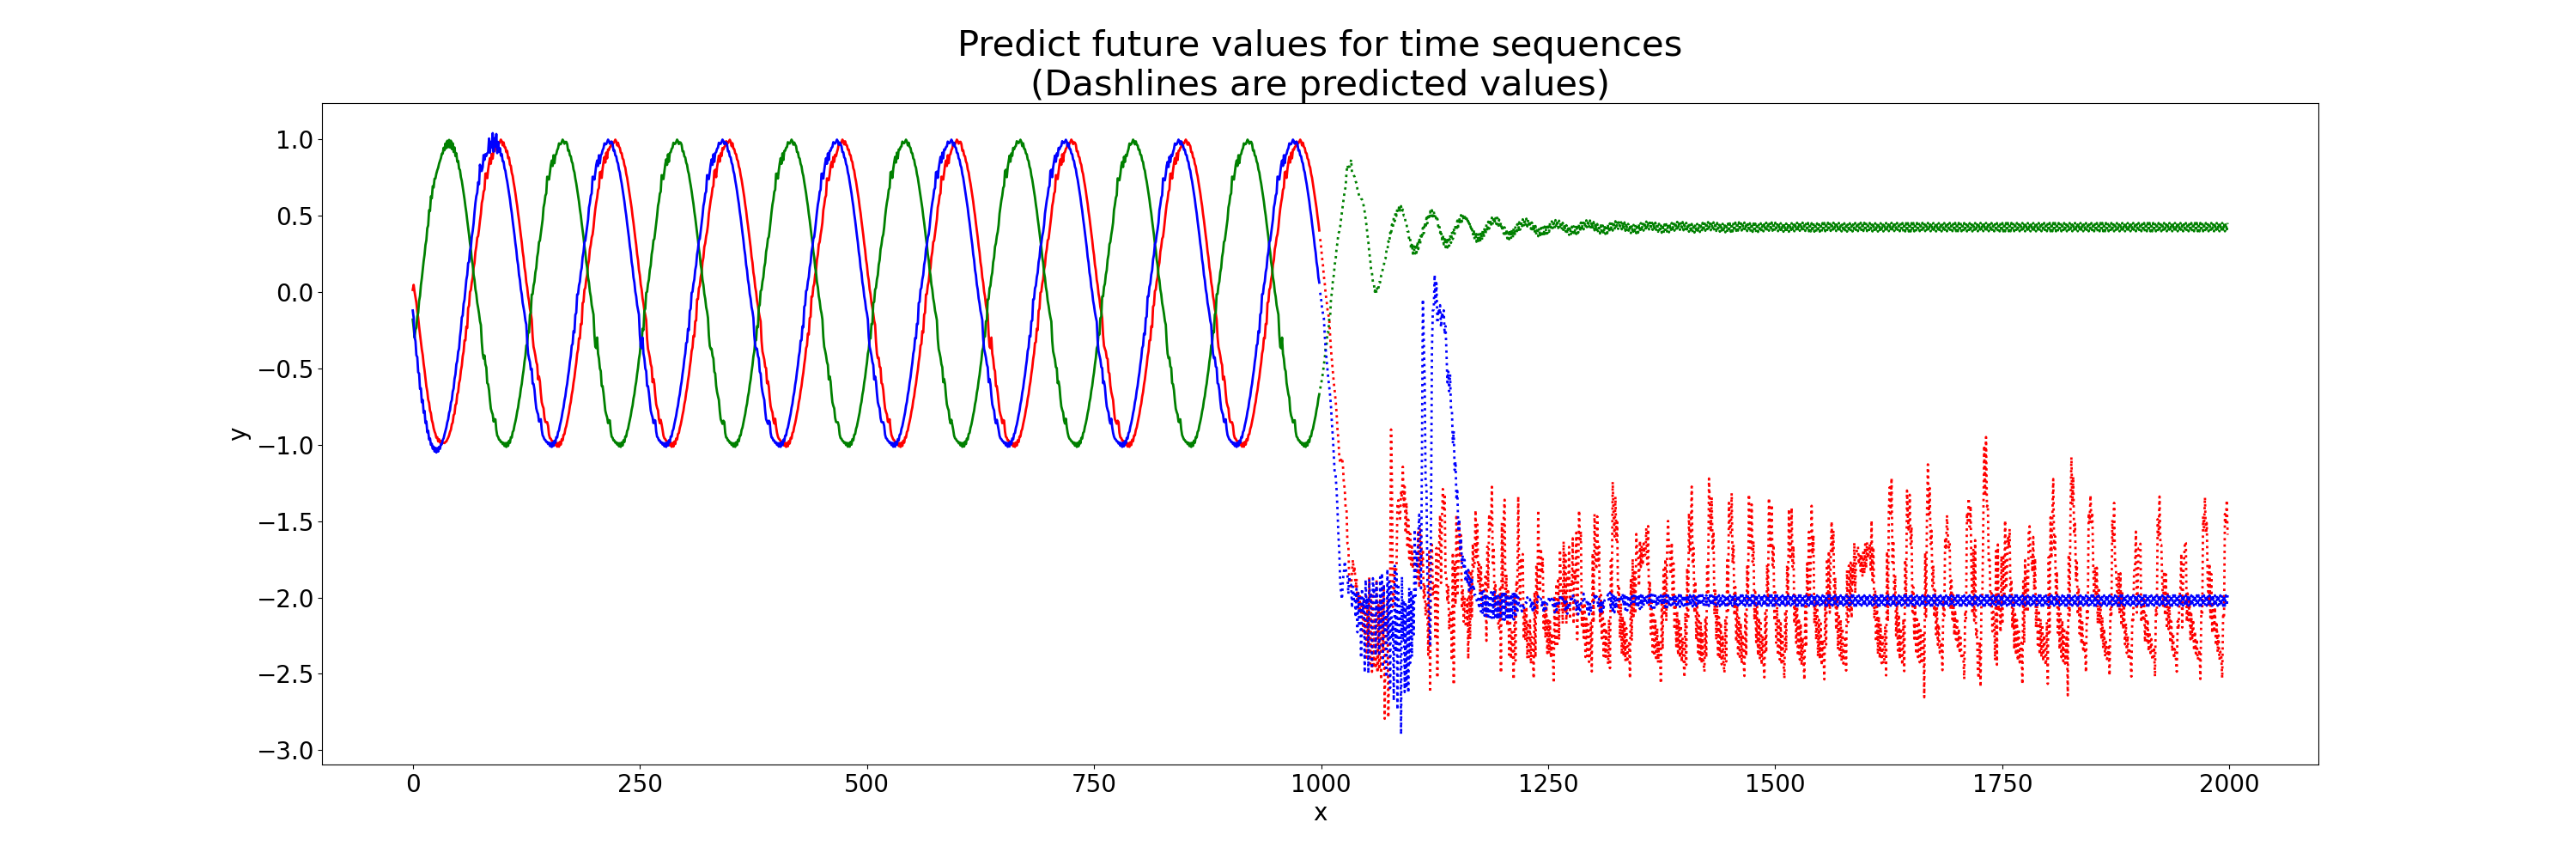 Predict future values for time sequences
(Dashlines are predicted values)
1.0
0.5
0.0
−0.5
−1.0
−1.5
−2.0
−2.5
−3.0
y
0 250 500 750 1000 1250 1500 1750 2000
x